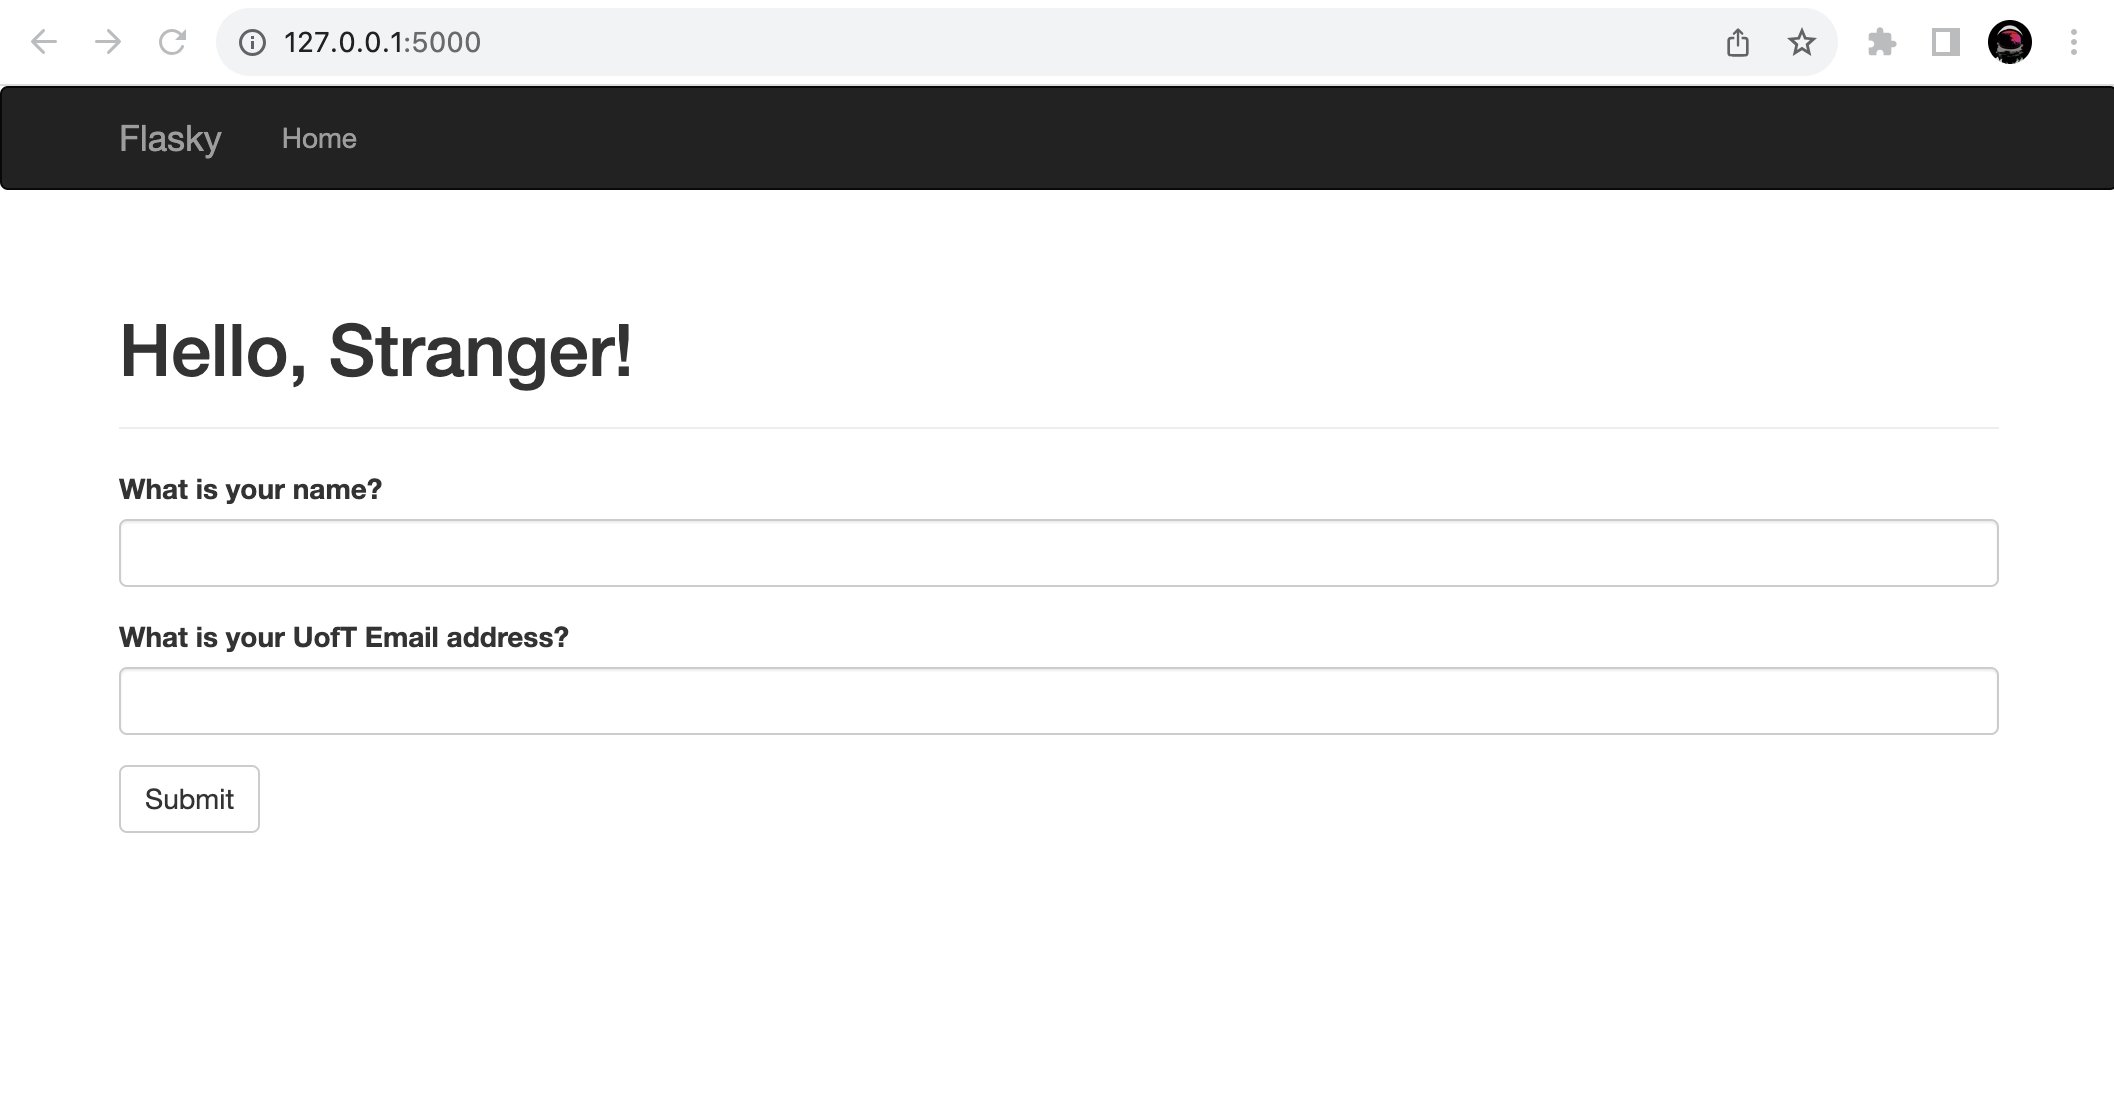 127.0.0.1:5000
Flasky Home
Hello, Stranger!
What is your name?
What is your UofT Email address?
Submit